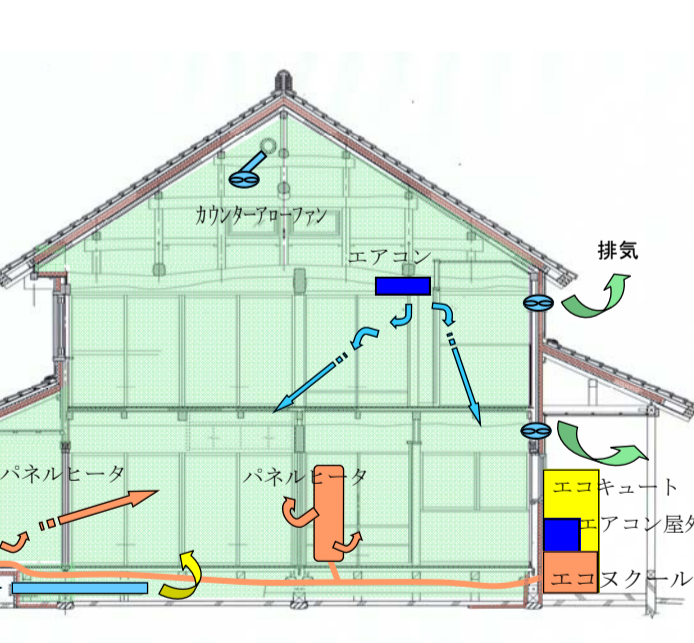 カウンターアローファン
エアコン
排気
パネルヒータ
パネルヒータ
エコキュート
エアコン屋外
エコヌクール